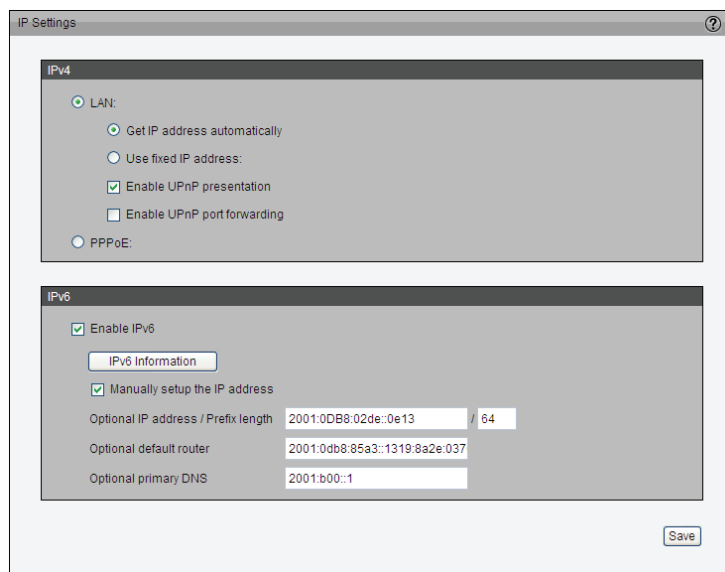 IP Settings
?
IPv4
LAN:
Get IP address automatically
Use fixed IP address:
Enable UPnP presentation
Enable UPnP port forwarding
PPPoE:
IPv6
Enable IPv6
IPv6 Information
Manually setup the IP address
Optional IP address / Prefix length 2001:0DB8:02de::0e13 / 64
Optional default router 2001:0db8:85a3::1319:8a2e:037
Optional primary DNS 2001:b00::1
Save